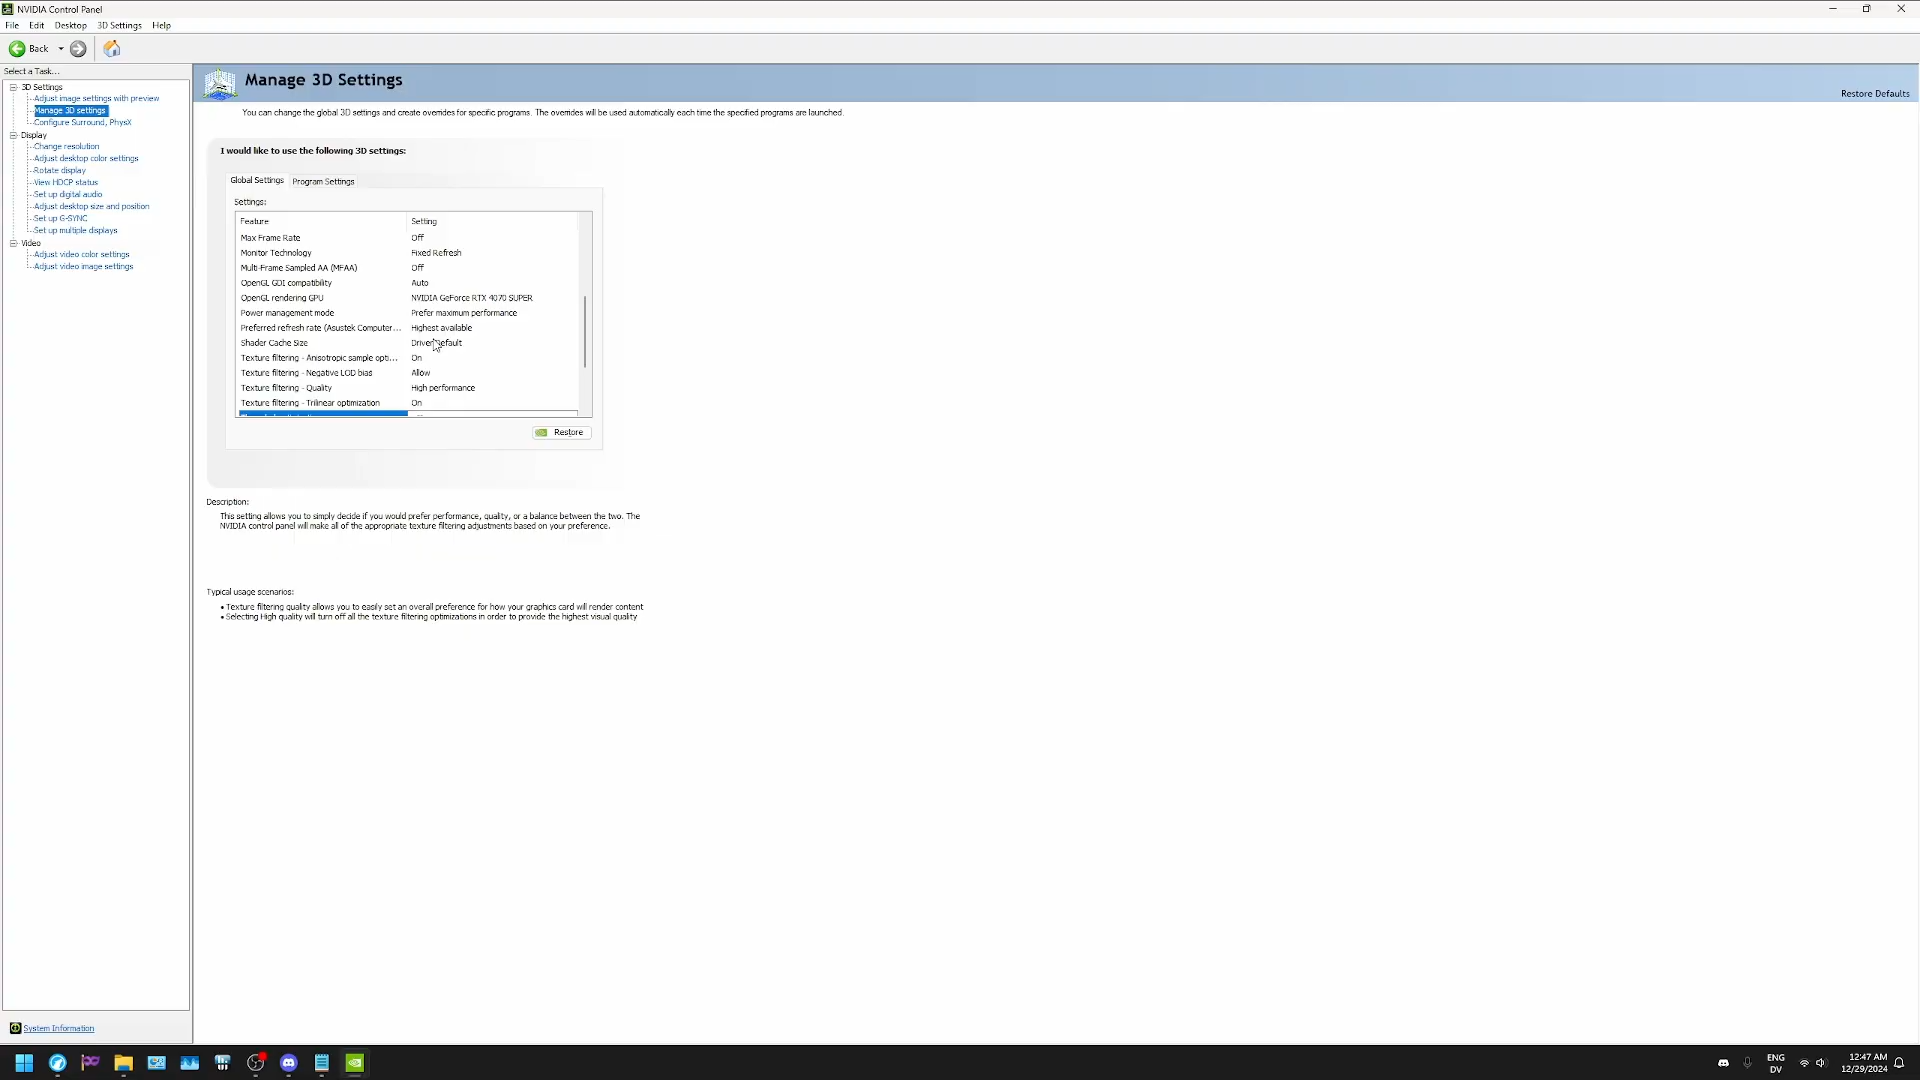 NVIDIA Control Panel
File Edit Desktop 3D Settings Help
Back
Select a Task...
3D Settings
Adjust image settings with preview
Manage 3D settings
Configure Surround, PhysX
Display
Change resolution
Adjust desktop color settings
Rotate display
View HDCP status
Set up digital audio
Adjust desktop size and position
Set up G-SYNC
Set up multiple displays
Video
Adjust video color settings
Adjust video image settings
System Information
Manage 3D Settings
Restore Defaults
You can change the global 3D settings and create overrides for specific programs. The overrides will be used automatically each time the specified programs are launched.
I would like to use the following 3D settings:
Global Settings Program Settings
Settings:
Feature Setting
Max Frame Rate Off
Monitor Technology Fixed Refresh
Multi-Frame Sampled AA (MFAA) Off
OpenGL GDI compatibility Auto
OpenGL rendering GPU NVIDIA GeForce RTX 4070 SUPER
Power management mode Prefer maximum performance
Preferred refresh rate (Asustek Computer... Highest available
Shader Cache Size Driver Default
Texture filtering - Anisotropic sample opti... On
Texture filtering - Negative LOD bias Allow
Texture filtering - Quality High performance
Texture filtering - Trilinear optimization On
Restore
Description:
This setting allows you to simply decide if you would prefer performance, quality, or a balance between the two. The
NVIDIA control panel will make all of the appropriate texture filtering adjustments based on your preference.
Typical usage scenarios:
• Texture filtering quality allows you to easily set an overall preference for how your graphics card will render content
• Selecting High quality will turn off all the texture filtering optimizations in order to provide the highest visual quality
ENG
DV
12:47 AM
12/29/2024